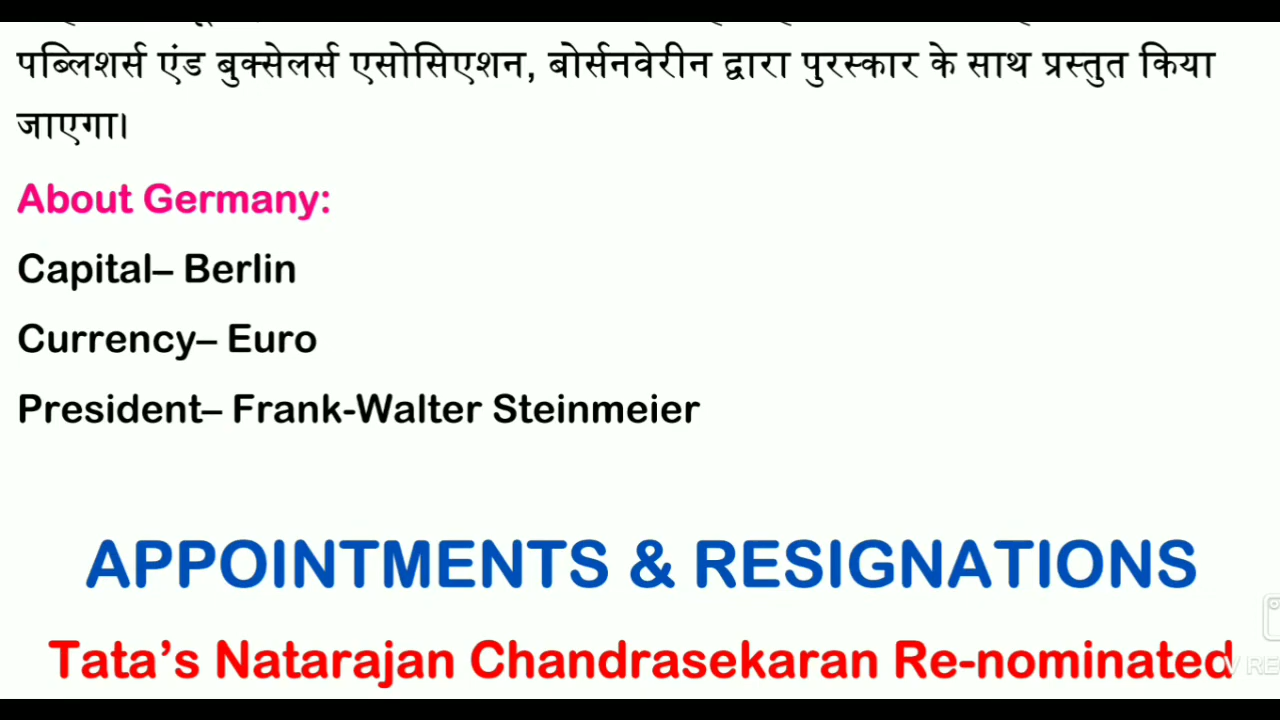 पब्लिशर्स एंड बुक्सेलर्स एसोसिएशन, बोर्सनवेरीन द्वारा पुरस्कार के साथ प्रस्तुत किया
जाएगा।
About Germany:
Capital– Berlin
Currency– Euro
President– Frank-Walter Steinmeier
APPOINTMENTS & RESIGNATIONS
Tata’s Natarajan Chandrasekaran Re-nominated